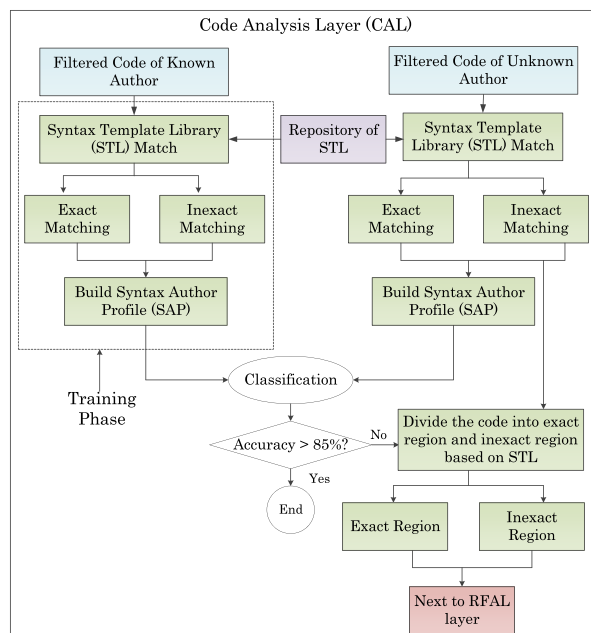 Code Analysis Layer (CAL)
Filtered Code of Known
Author
Filtered Code of Unknown
Author
Syntax Template Library
(STL) Match
Repository of
STL
Syntax Template
Library (STL) Match
Exact
Matching
Inexact
Matching
Exact
Matching
Inexact
Matching
Build Syntax Author
Profile (SAP)
Build Syntax Author
Profile (SAP)
Training
Phase
Classification
Accuracy > 85%?
No
Yes
End
Divide the code into exact
region and inexact region
based on STL
Exact Region
Inexact
Region
Next to RFAL
layer